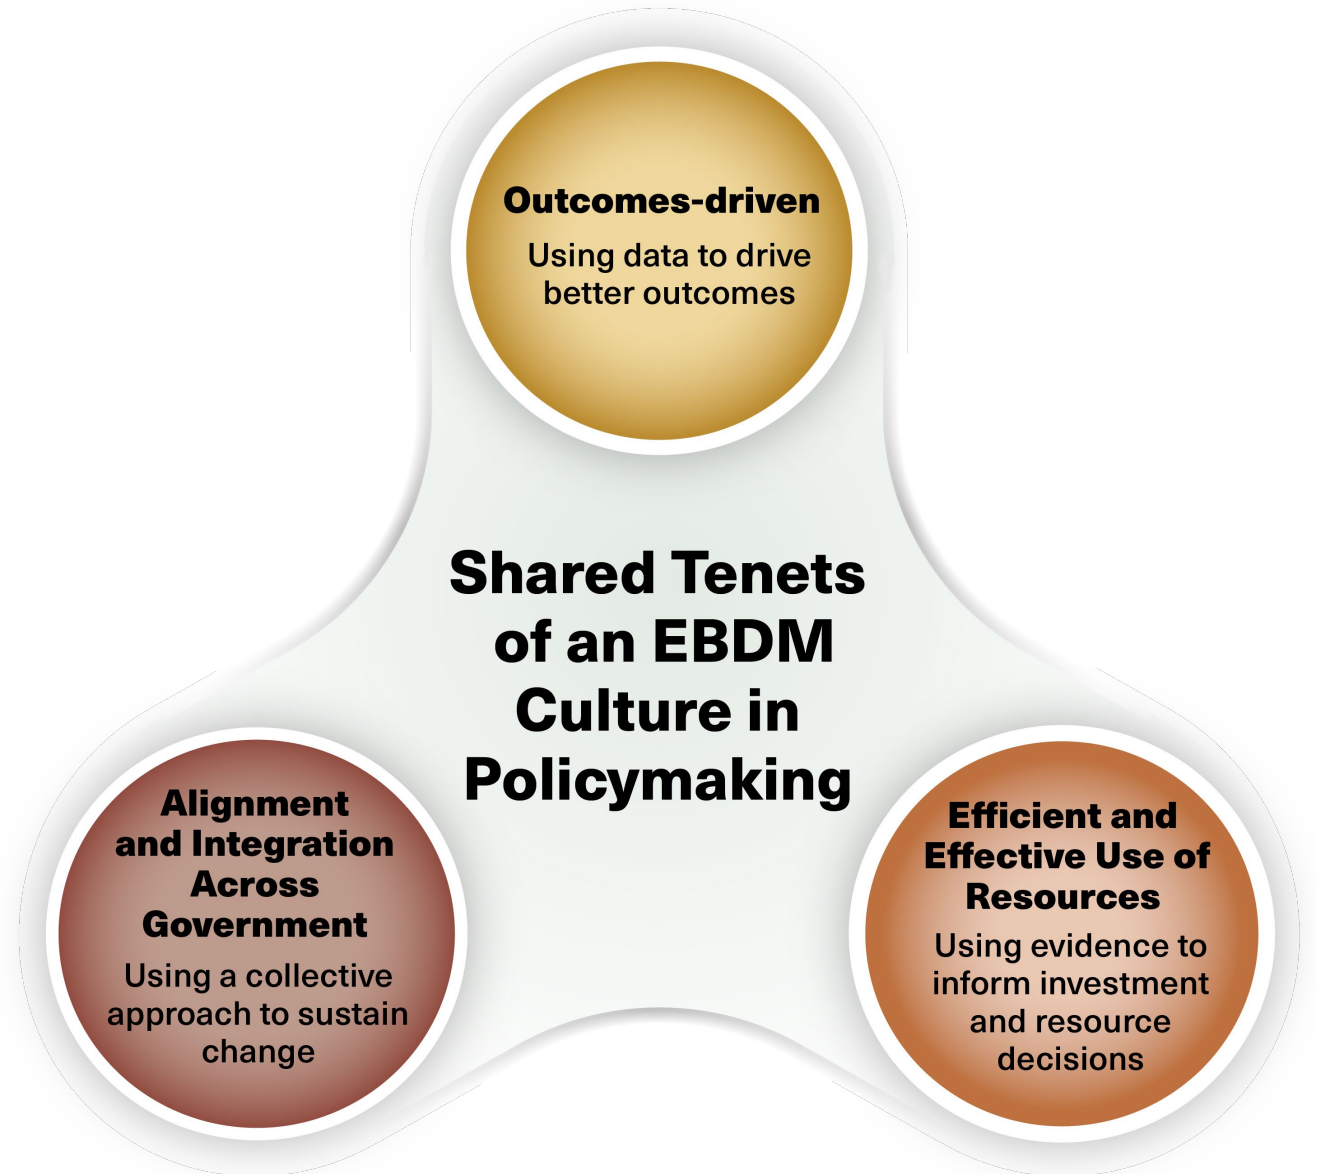 Outcomes-driven
Using data to drive
better outcomes
Shared Tenets
of an EBDM
Culture in
Policymaking
Alignment
and Integration
Across
Government
Using a collective
approach to sustain
change
Efficient and
Effective Use of
Resources
Using evidence to
inform investment
and resource
decisions